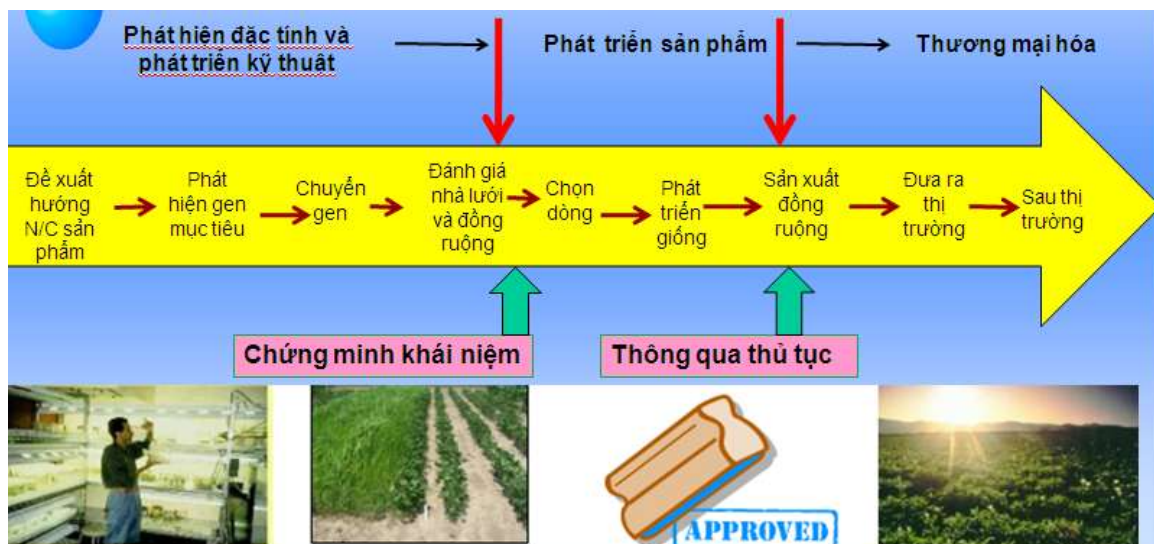 Phát hiện đặc tính và
phát triển kỹ thuật
Phát triển sản phẩm
Thương mại hóa
Đề xuất
hướng
N/C sản
phẩm
Phát
hiện gen
mục tiêu
Chuyển
gen
Đánh giá
nhà lưới
và đồng
ruộng
Chọn
dòng
Phát
triển
giống
Sản xuất
đồng
ruộng
Đưa ra
thị
trường
Sau thị
trường
Chứng minh khái niệm
Thông qua thủ tục
APPROVED